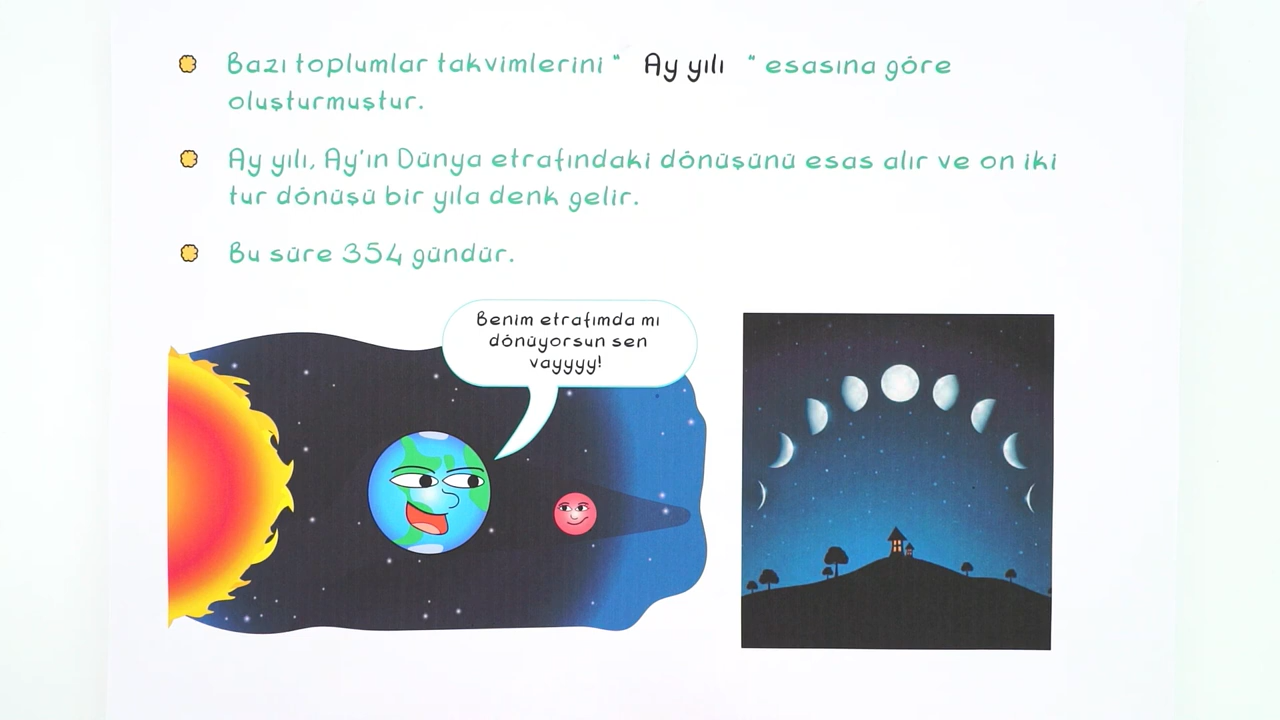 Bazı toplumlar takvimlerini " Ay yılı " esasına göre
oluşturmuştur.
Ay yılı, Ay'ın Dünya etrafındaki dönüşünü esas alır ve on iki
tur dönüşü bir yıla denk gelir.
Bu süre 354 gündür.
Benim etrafımda mı
dönüyorsun sen
vayyyy!